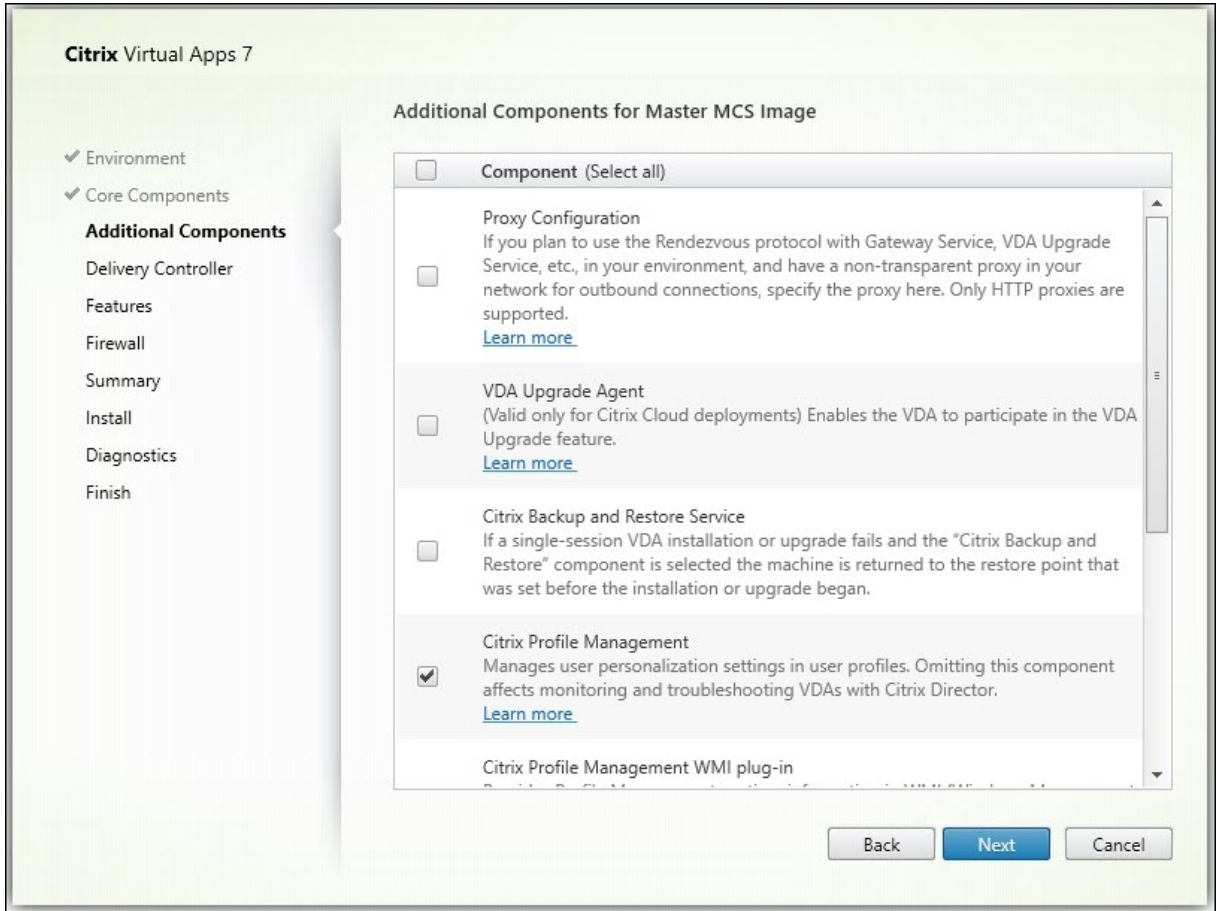 Citrix Virtual Apps 7
Additional Components for Master MCS Image
Environment
Core Components
Additional Components
Delivery Controller
Features
Firewall
Summary
Install
Diagnostics
Finish
Component (Select all)
Proxy Configuration
If you plan to use the Rendezvous protocol with Gateway Service, VDA Upgrade
Service, etc., in your environment, and have a non-transparent proxy in your
network for outbound connections, specify the proxy here. Only HTTP proxies are
supported.
Learn more
VDA Upgrade Agent
(Valid only for Citrix Cloud deployments) Enables the VDA to participate in the VDA
Upgrade feature.
Learn more
Citrix Backup and Restore Service
If a single-session VDA installation or upgrade fails and the “Citrix Backup and
Restore” component is selected the machine is returned to the restore point that
was set before the installation or upgrade began.
Citrix Profile Management
Manages user personalization settings in user profiles. Omitting this component
affects monitoring and troubleshooting VDAs with Citrix Director.
Learn more
Citrix Profile Management WMI plug-in
Back
Next
Cancel